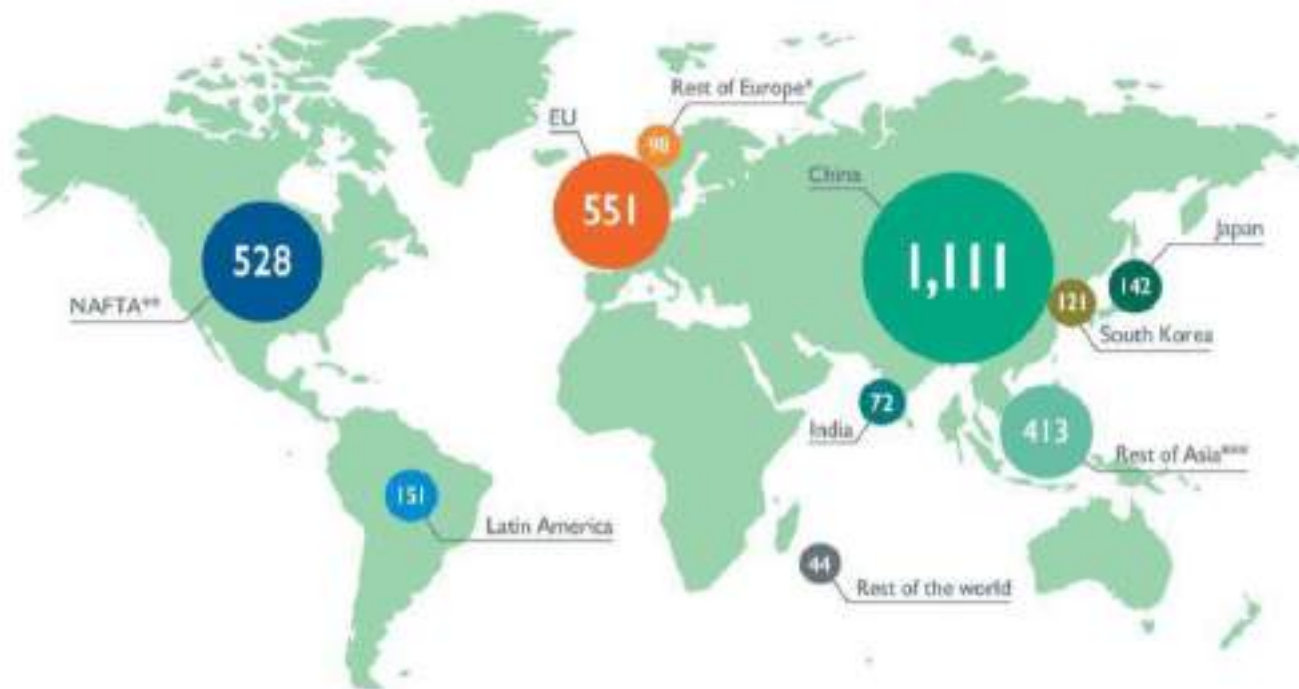 Rest of Europe*
EU
98
551
China
1,111
528
NAFTA**
Japan
142
121
South Korea
72
India
413
Rest of Asia***
151
Latin America
44
Rest of the world